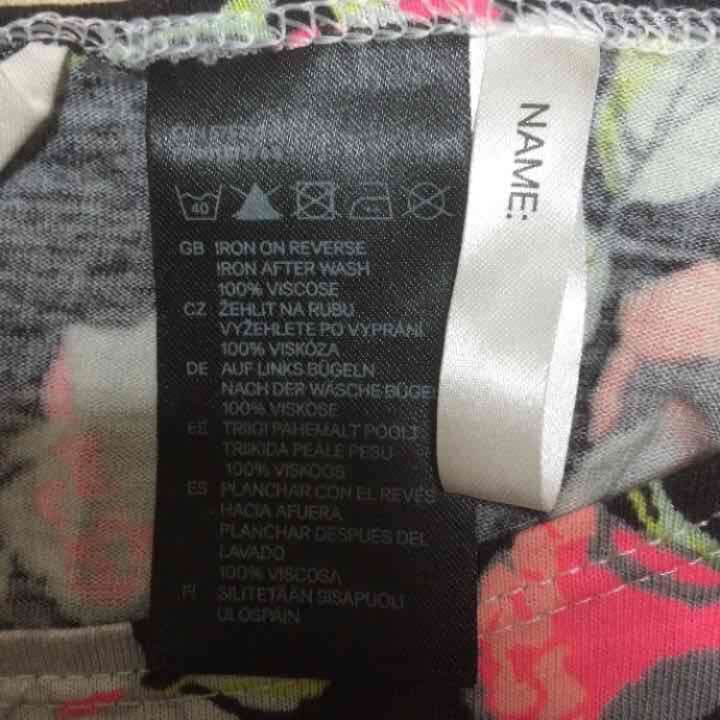 40
GB IRON ON REVERSE
IRON AFTER WASH
100% VISCOSE
CZ ŽEHLIT NA RUBU
VYŽEHLETE PO VYPRÁNÍ
100% VISKÓZA
DE AUF LINKS BÜGELN
NACH DER WÄSCHE BÜGE
100% VISKOSE
EE TRIIGI PAHEMALT POOLT
TRIIKIDA PEALE PESU
100% VISKOOS
ES PLANCHAR CON EL REVÉS
HACIA AFUERA
PLANCHAR DESPUÉS DEL
LAVADO
100% VISCOSA
FI SILITETÄÄN SISÄPUOLI
ULOSPÄIN
NAME: